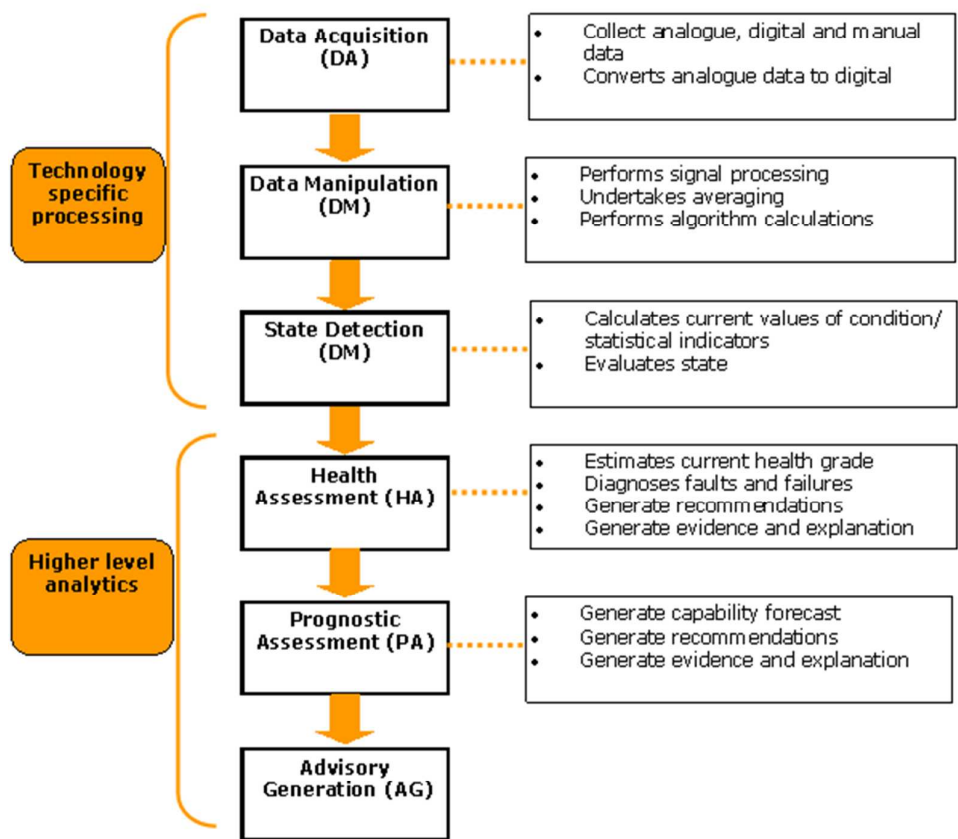 Data Acquisition
(DA)
• Collect analogue, digital and manual
data
• Converts analogue data to digital
Technology
specific
processing
Data Manipulation
(DM)
• Performs signal processing
• Undertakes averaging
• Performs algorithm calculations
State Detection
(DM)
• Calculates current values of condition/
statistical indicators
• Evaluates state
Health
Assessment (HA)
• Estimates current health grade
• Diagnoses faults and failures
• Generate recommendations
• Generate evidence and explanation
Higher level
analytics
Prognostic
Assessment (PA)
• Generate capability forecast
• Generate recommendations
• Generate evidence and explanation
Advisory
Generation (AG)